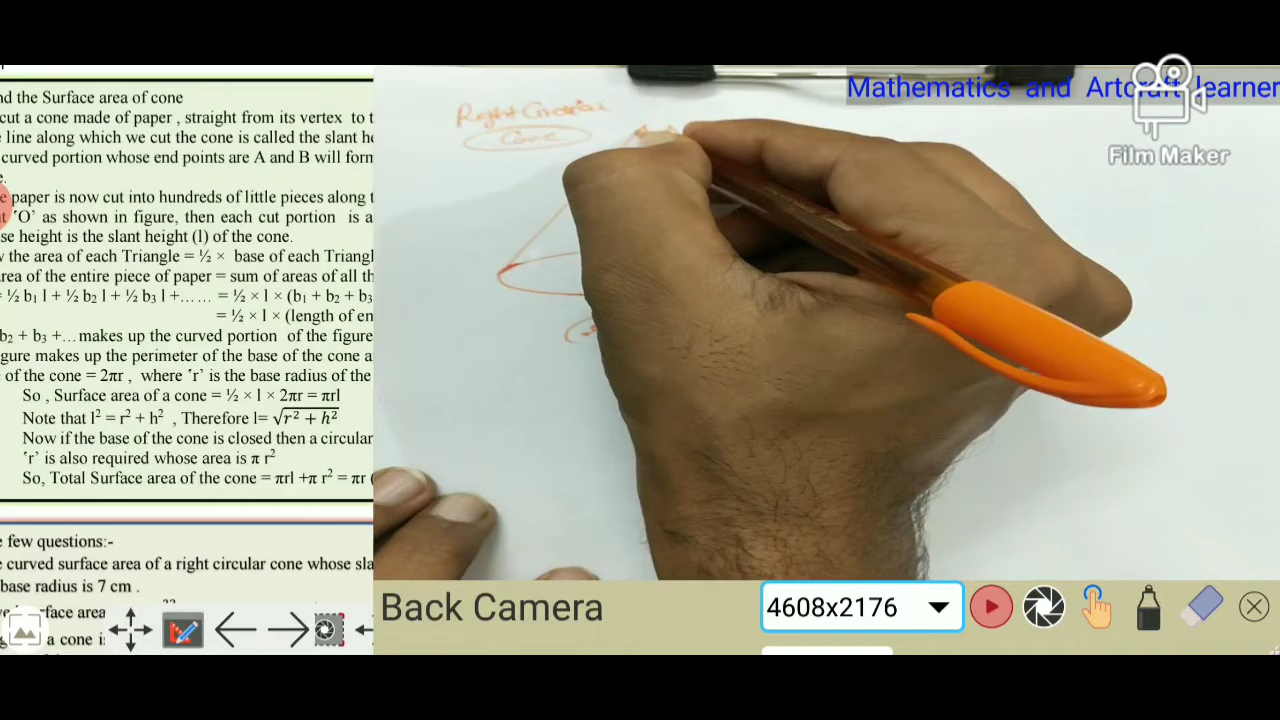 nd the Surface area of cone
cut a cone made of paper , straight from its vertex to t
e line along which we cut the cone is called the slant he
curved portion whose end points are A and B will form
e.
e paper is now cut into hundreds of little pieces along t
t 'O' as shown in figure, then each cut portion is a
se height is the slant height (l) of the cone.
w the area of each Triangle = ½ × base of each Triangl
rea of the entire piece of paper = sum of areas of all th
= ½ b₁ l + ½ b₂ l + ½ b₃ l +…… = ½ × l × (b₁ + b₂ + b₃
= ½ × l × (length of en
b₂ + b₃ +…makes up the curved portion of the figure
gure makes up the perimeter of the base of the cone a
of the cone = 2πr , where 'r' is the base radius of the
So , Surface area of a cone = ½ × l × 2πr = πrl
Note that l² = r² + h² , Therefore l= √(r² + h²)
Now if the base of the cone is closed then a circular
'r' is also required whose area is π r²
So, Total Surface area of the cone = πrl +π r² = πr (
e few questions:-
e curved surface area of a right circular cone whose sla
base radius is 7 cm .
face area
a cone i
Mathematics and Artcraft learner
Film Maker
Right Circular
Cone
Back Camera
4608x2176